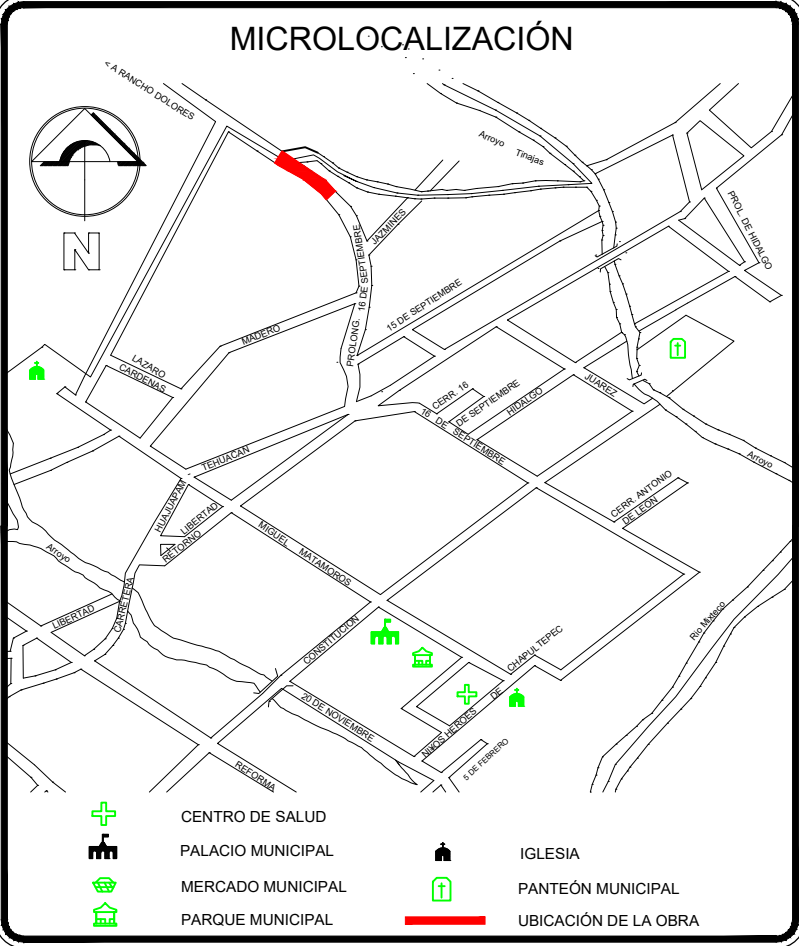 MICROLOCALIZACIÓN
< A RANCHO DOLORES
Arroyo Tinajas
N
JAZMINES
PROL. DE HIDALGO
PROLONG. 16 DE SEPTIEMBRE
15 DE SEPTIEMBRE
MADERO
LAZARO
CARDENAS
CERR. 16
DE SEPTIEMBRE
HIDALGO
JUAREZ
16 DE SEPTIEMBRE
TEHUACAN
Arroyo
HUAJUAPAM
LIBERTAD
RETORNO
CERR. ANTONIO
DE LEON
MIGUEL MATAMOROS
Arroyo
CARRETERA
LIBERTAD
CONSTITUCION
Rio Mixteco
NIÑOS HEROES DE CHAPULTEPEC
20 DE NOVIEMBRE
5 DE FEBRERO
REFORMA
CENTRO DE SALUD
PALACIO MUNICIPAL
IGLESIA
MERCADO MUNICIPAL
PANTEÓN MUNICIPAL
PARQUE MUNICIPAL
UBICACIÓN DE LA OBRA